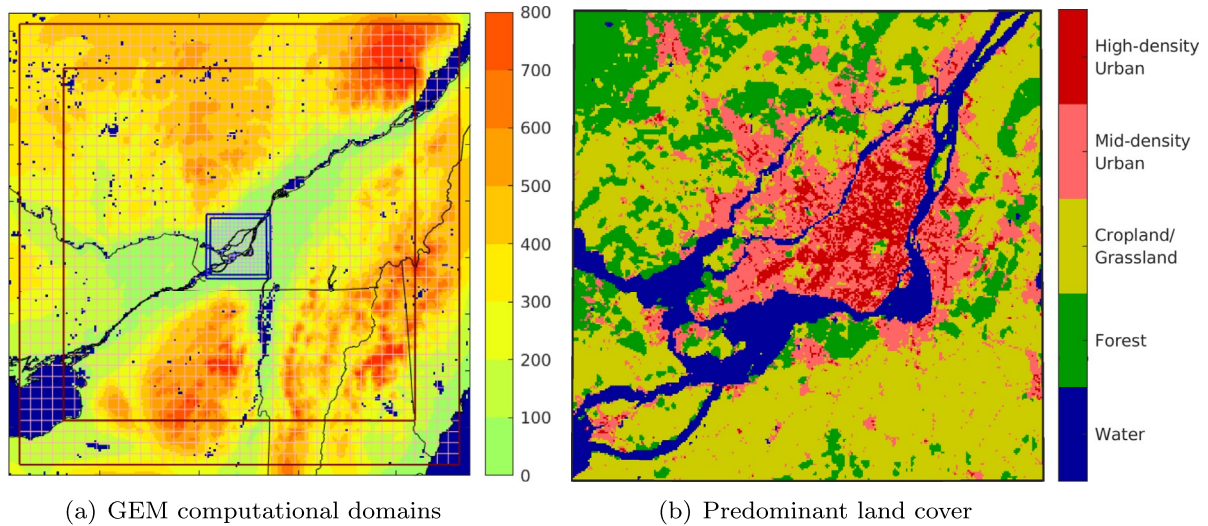 800
700
600
500
400
300
200
100
0
High-density
Urban
Mid-density
Urban
Cropland/
Grassland
Forest
Water
(a) GEM computational domains
(b) Predominant land cover